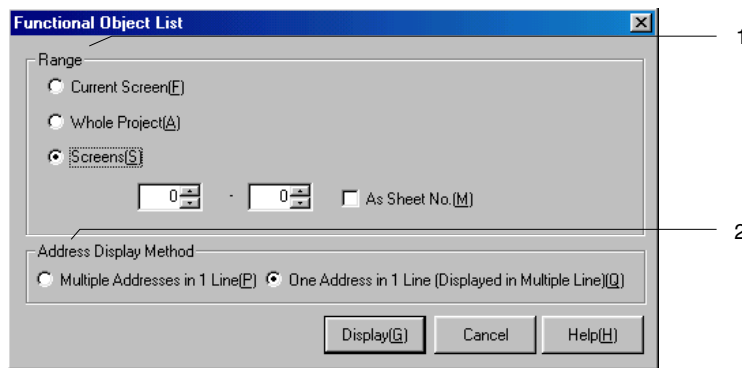 Functional Object List
1
Range
Current Screen(F)
Whole Project(A)
Screens(S)
0 - 0 As Sheet No.(M)
2
Address Display Method
Multiple Addresses in 1 Line(P) One Address in 1 Line (Displayed in Multiple Line)(Q)
Display(G) Cancel Help(H)